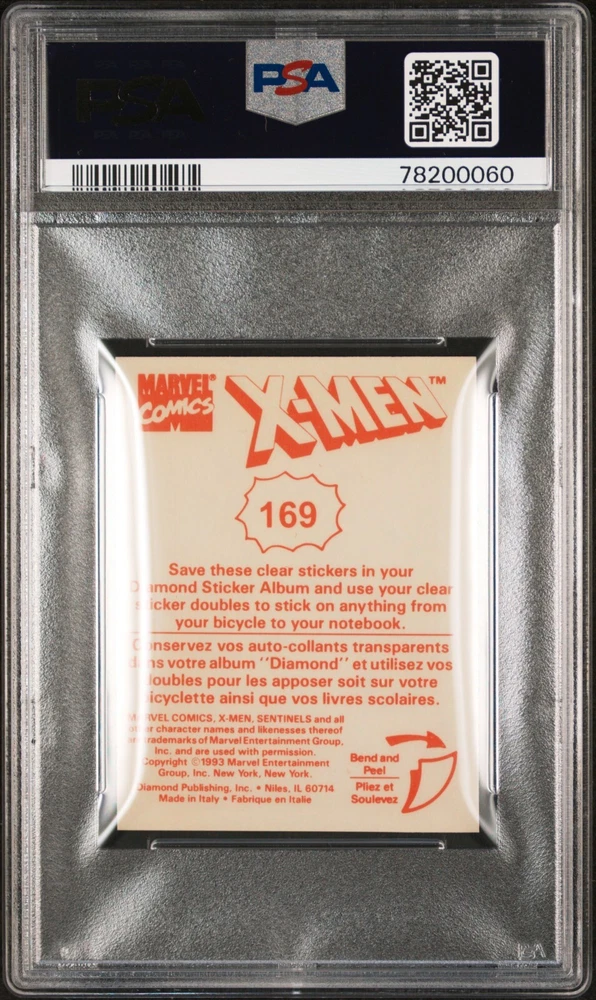 PSA
PSA
78200060
MARVEL®
COMICS
X-MEN™
169
Save these clear stickers in your
Diamond Sticker Album and use your clear
sticker doubles to stick on anything from
your bicycle to your notebook.
Conservez vos auto-collants transparents
dans votre album ''Diamond'' et utilisez vos
doubles pour les apposer soit sur votre
bicyclette ainsi que vos livres scolaires.
MARVEL COMICS, X-MEN, SENTINELS and all
other character names and likenesses thereof
are trademarks of Marvel Entertainment Group,
Inc. and are used with permission.
Copyright ©1993 Marvel Entertainment
Group, Inc. New York, New York.
Diamond Publishing, Inc. • Niles, IL 60714
Made in Italy • Fabrique en Italie
Bend and
Peel
Pliez et
Soulevez
PSA